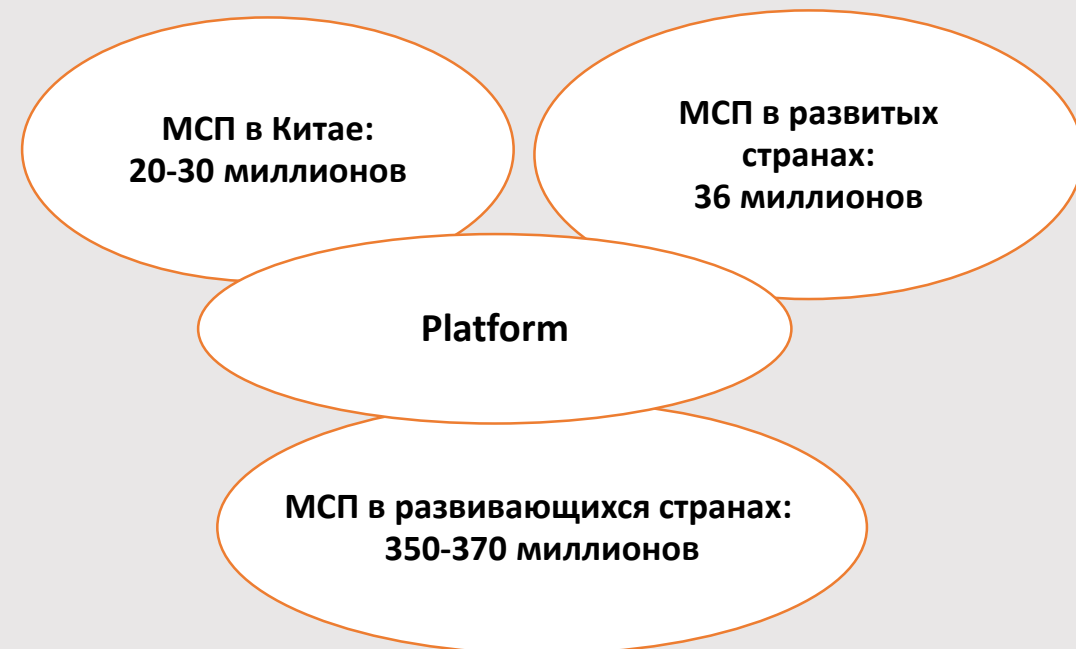 МСП в Китае:
20-30 миллионов
МСП в развитых
странах:
36 миллионов
Platform
МСП в развивающихся странах:
350-370 миллионов